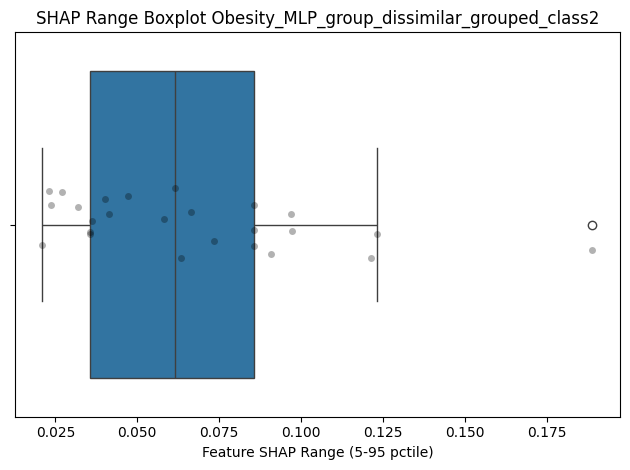 SHAP Range Boxplot Obesity_MLP_group_dissimilar_grouped_class2
0.025 0.050 0.075 0.100 0.125 0.150 0.175
Feature SHAP Range (5-95 pctile)